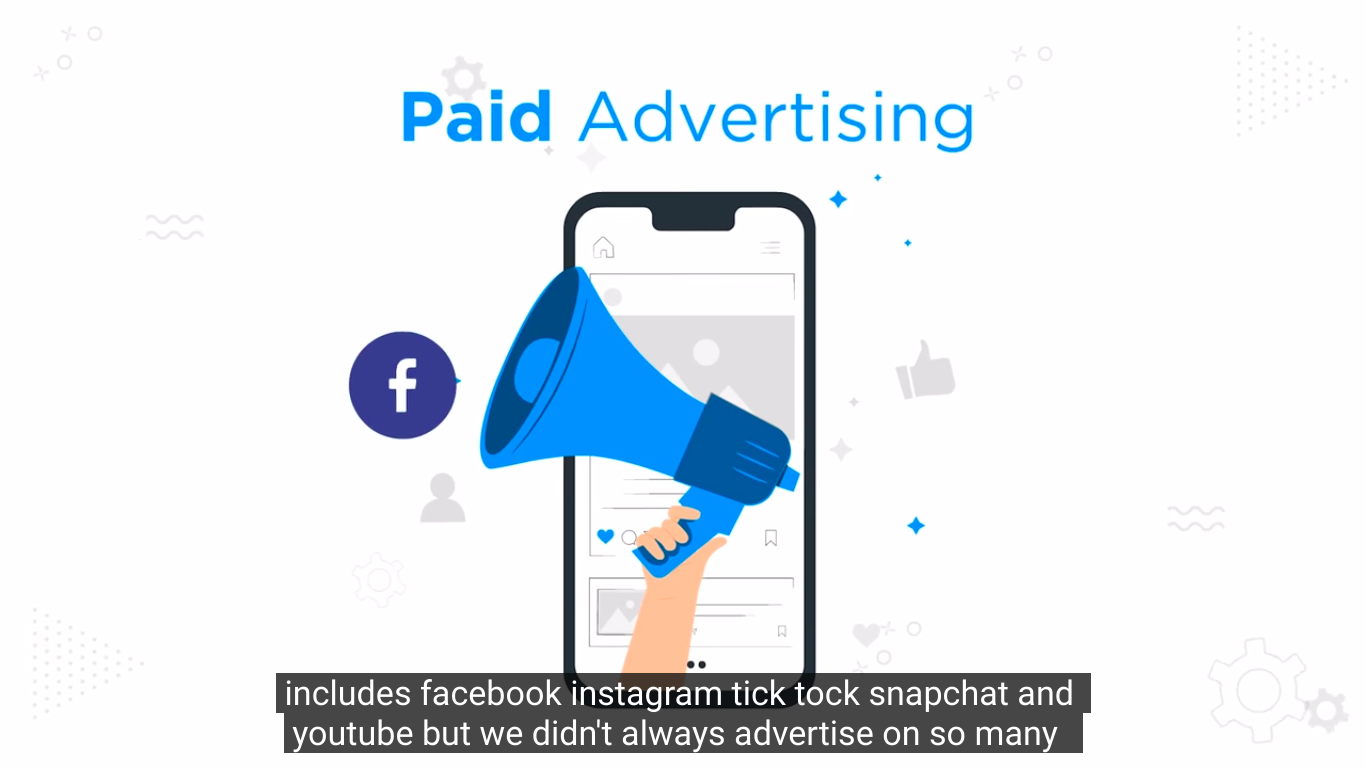 Paid Advertising
f
includes facebook instagram tick tock snapchat and
youtube but we didn't always advertise on so many